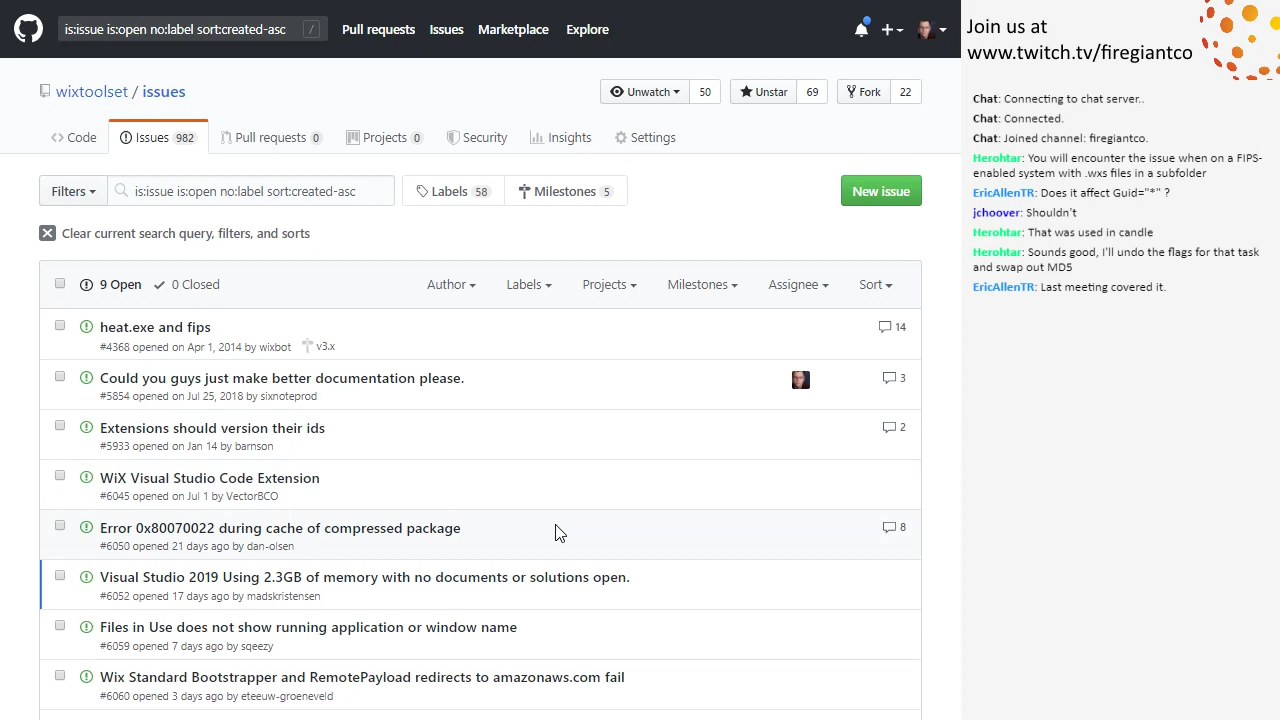 is:issue is:open no:label sort:created-asc /
Pull requests Issues Marketplace Explore
wixtoolset / issues
Unwatch 50 Unstar 69 Fork 22
Code Issues 982 Pull requests 0 Projects 0 Security Insights Settings
Filters is:issue is:open no:label sort:created-asc Labels 58 Milestones 5 New issue
Clear current search query, filters, and sorts
9 Open 0 Closed Author Labels Projects Milestones Assignee Sort
heat.exe and fips 14
#4368 opened on Apr 1, 2014 by wixbot v3.x
Could you guys just make better documentation please. 3
#5854 opened on Jul 25, 2018 by sixnoteprod
Extensions should version their ids 2
#5933 opened on Jan 14 by barnson
WiX Visual Studio Code Extension
#6045 opened on Jul 1 by VectorBCO
Error 0x80070022 during cache of compressed package 8
#6050 opened 21 days ago by dan-olsen
Visual Studio 2019 Using 2.3GB of memory with no documents or solutions open.
#6052 opened 17 days ago by madskristensen
Files in Use does not show running application or window name
#6059 opened 7 days ago by sqeezy
Wix Standard Bootstrapper and RemotePayload redirects to amazonaws.com fail
#6060 opened 3 days ago by eteeuw-groeneveld
Join us at
www.twitch.tv/firegiantco
Chat: Connecting to chat server..
Chat: Connected.
Chat: Joined channel: firegiantco.
Herohtar: You will encounter the issue when on a FIPS-
enabled system with .wxs files in a subfolder
EricAllenTR: Does it affect Guid="*" ?
jchoover: Shouldn't
Herohtar: That was used in candle
Herohtar: Sounds good, I'll undo the flags for that task
and swap out MD5
EricAllenTR: Last meeting covered it.